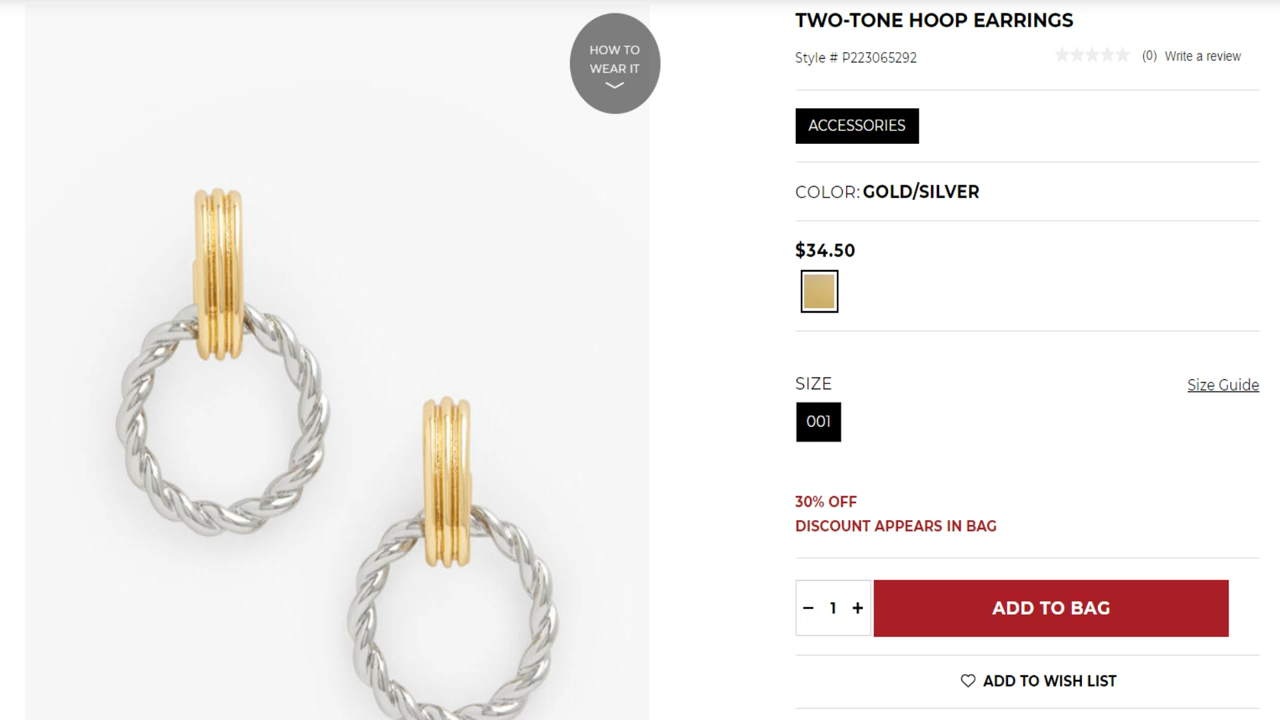 HOW TO
WEAR IT
TWO-TONE HOOP EARRINGS
Style # P223065292
(0) Write a review
ACCESSORIES
COLOR: GOLD/SILVER
$34.50
SIZE
Size Guide
001
30% OFF
DISCOUNT APPEARS IN BAG
− 1 +
ADD TO BAG
ADD TO WISH LIST